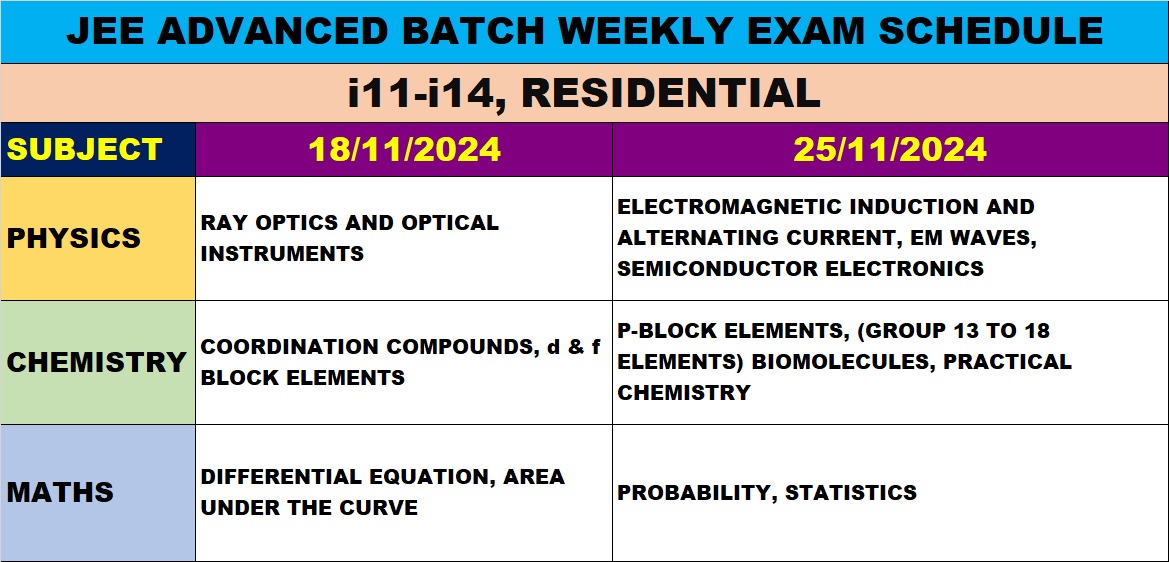 JEE ADVANCED BATCH WEEKLY EXAM SCHEDULE
i11-i14, RESIDENTIAL
SUBJECT
18/11/2024
25/11/2024
PHYSICS
RAY OPTICS AND OPTICAL
INSTRUMENTS
ELECTROMAGNETIC INDUCTION AND
ALTERNATING CURRENT, EM WAVES,
SEMICONDUCTOR ELECTRONICS
CHEMISTRY
COORDINATION COMPOUNDS, d & f
BLOCK ELEMENTS
P-BLOCK ELEMENTS, (GROUP 13 TO 18
ELEMENTS) BIOMOLECULES, PRACTICAL
CHEMISTRY
MATHS
DIFFERENTIAL EQUATION, AREA
UNDER THE CURVE
PROBABILITY, STATISTICS